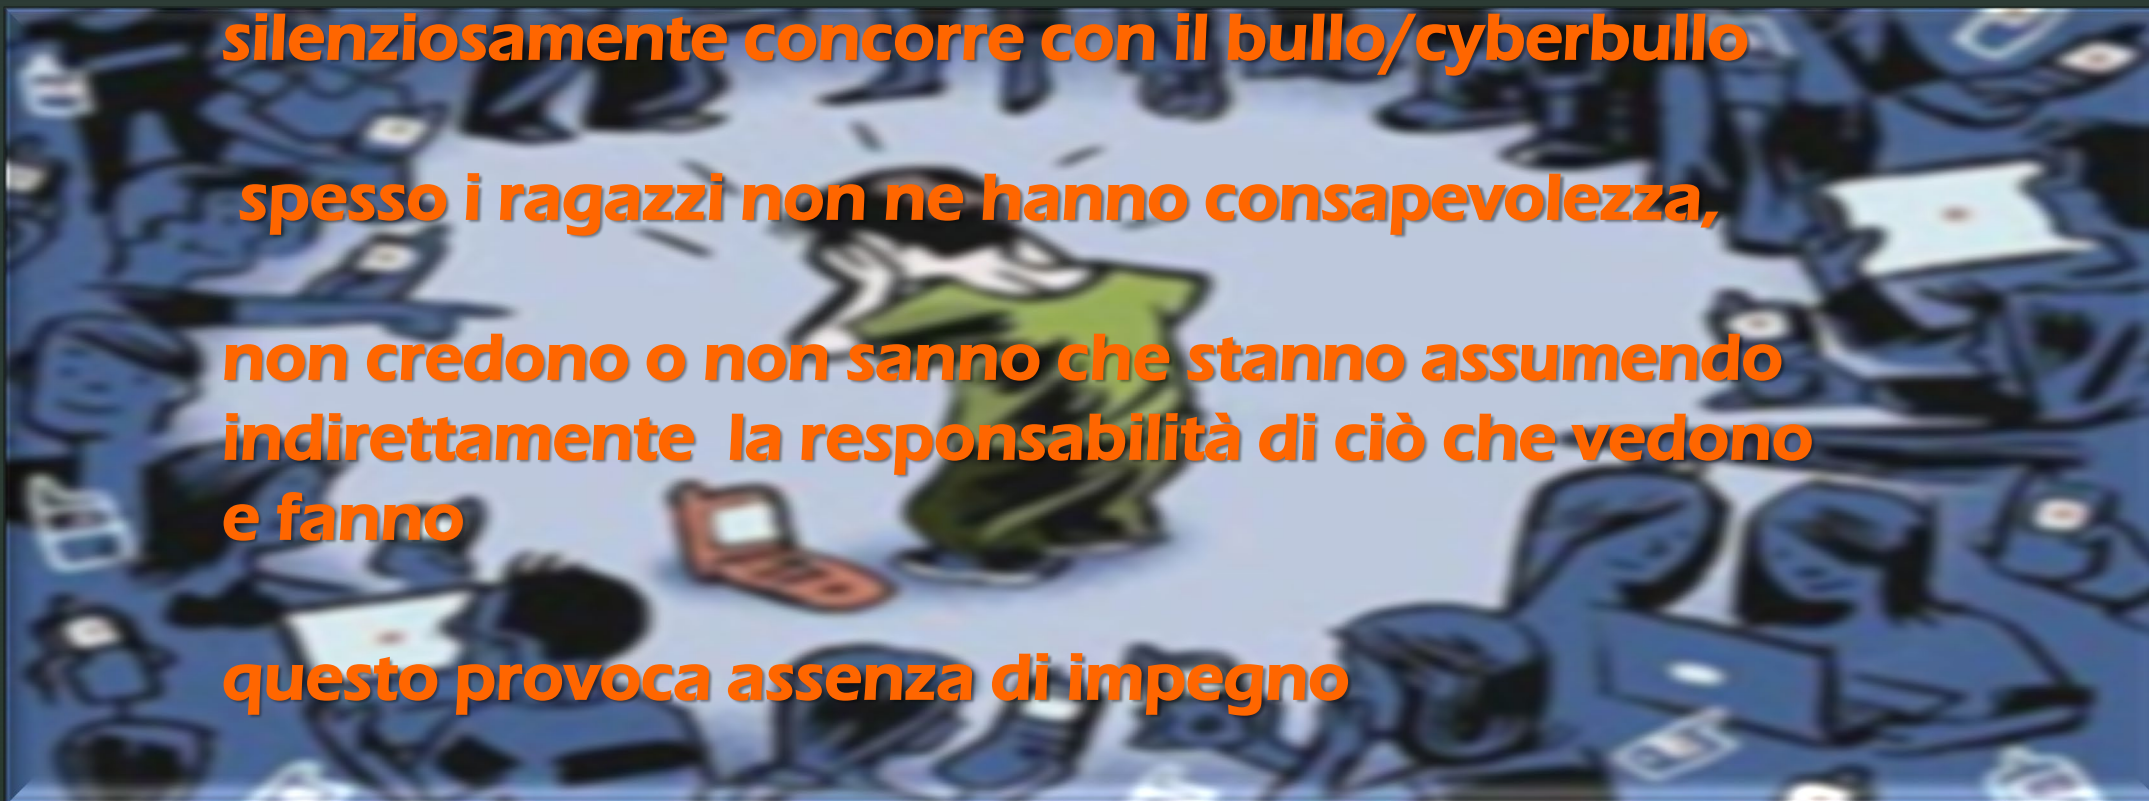 silenziosamente concorre con il bullo/cyberbullo
spesso i ragazzi non ne hanno consapevolezza,
non credono o non sanno che stanno assumendo
indirettamente la responsabilità di ciò che vedono
e fanno
questo provoca assenza di impegno